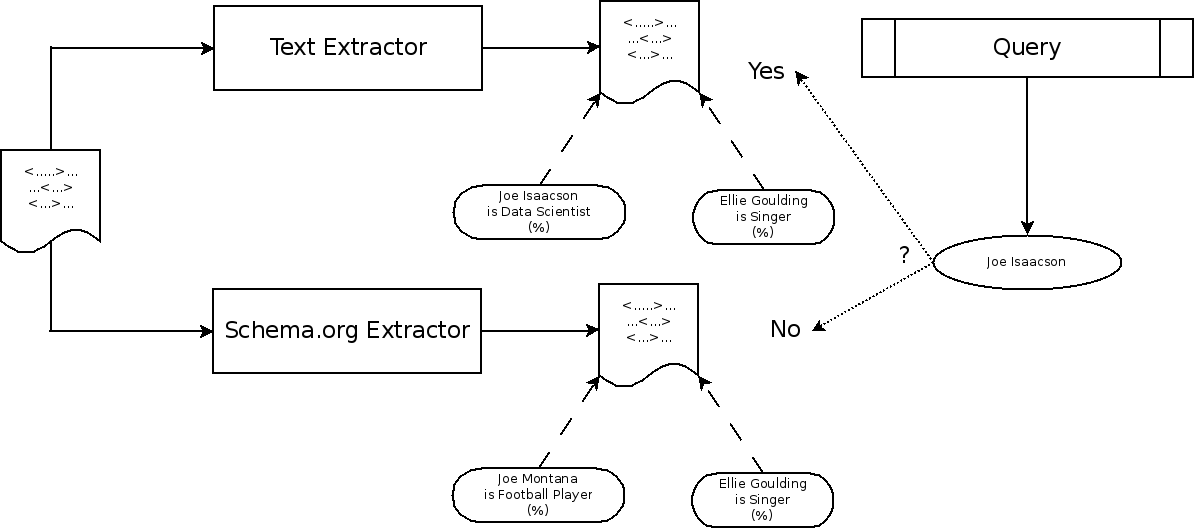 Text Extractor
<.....>...
...<...>
<...>...
Query
Yes
<.....>...
...<...>
<...>...
Joe Isaacson
is Data Scientist
(%)
Ellie Goulding
is Singer
(%)
?
Joe Isaacson
Schema.org Extractor
<.....>...
...<...>
<...>...
No
Joe Montana
is Football Player
(%)
Ellie Goulding
is Singer
(%)